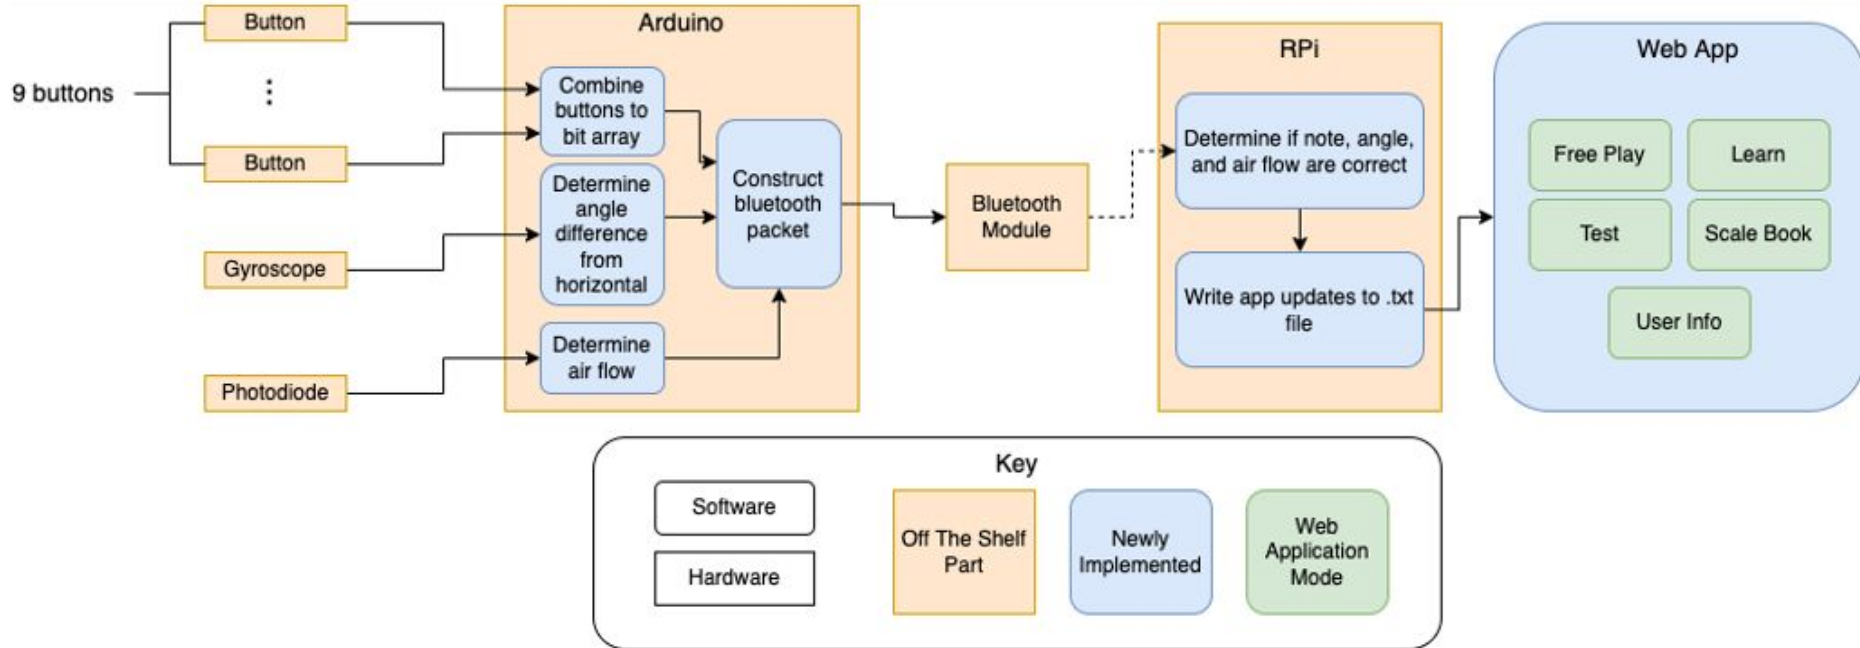 9 buttons
Button
⋮
Button
Gyroscope
Photodiode
Arduino
Combine
buttons to
bit array
Determine
angle
difference
from
horizontal
Determine
air flow
Construct
bluetooth
packet
Bluetooth
Module
RPi
Determine if note, angle,
and air flow are correct
Write app updates to .txt
file
Web App
Free Play
Learn
Test
Scale Book
User Info
Key
Software
Hardware
Off The Shelf
Part
Newly
Implemented
Web
Application
Mode